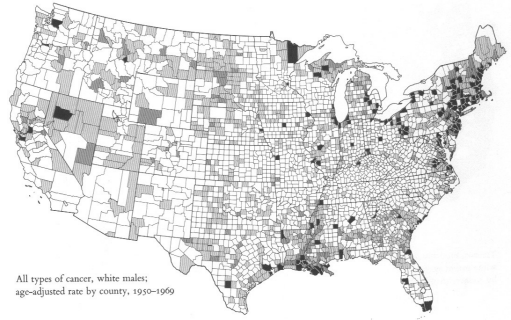 All types of cancer, white males;
age-adjusted rate by county, 1950–1969